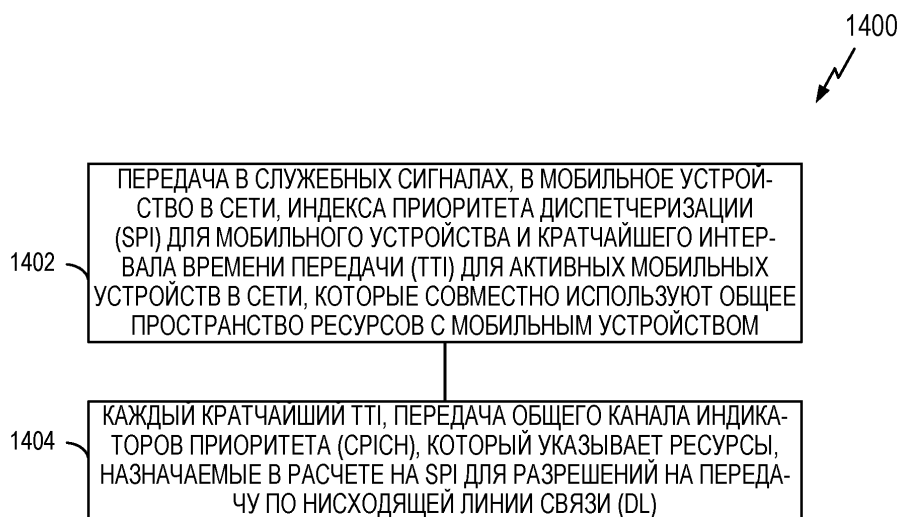 1400
ПЕРЕДАЧА В СЛУЖЕБНЫХ СИГНАЛАХ, В МОБИЛЬНОЕ УСТРОЙ-
СТВО В СЕТИ, ИНДЕКСА ПРИОРИТЕТА ДИСПЕТЧЕРИЗАЦИИ
(SPI) ДЛЯ МОБИЛЬНОГО УСТРОЙСТВА И КРАТЧАЙШЕГО ИНТЕР-
1402
ВАЛА ВРЕМЕНИ ПЕРЕДАЧИ (TTI) ДЛЯ АКТИВНЫХ МОБИЛЬНЫХ
УСТРОЙСТВ В СЕТИ, КОТОРЫЕ СОВМЕСТНО ИСПОЛЬЗУЮТ ОБЩЕЕ
ПРОСТРАНСТВО РЕСУРСОВ С МОБИЛЬНЫМ УСТРОЙСТВОМ
КАЖДЫЙ КРАТЧАЙШИЙ TTI, ПЕРЕДАЧА ОБЩЕГО КАНАЛА ИНДИКА-
1404
ТОРОВ ПРИОРИТЕТА (CPICH), КОТОРЫЙ УКАЗЫВАЕТ РЕСУРСЫ,
НАЗНАЧАЕМЫЕ В РАСЧЕТЕ НА SPI ДЛЯ РАЗРЕШЕНИЙ НА ПЕРЕДА-
ЧУ ПО НИСХОДЯЩЕЙ ЛИНИИ СВЯЗИ (DL)